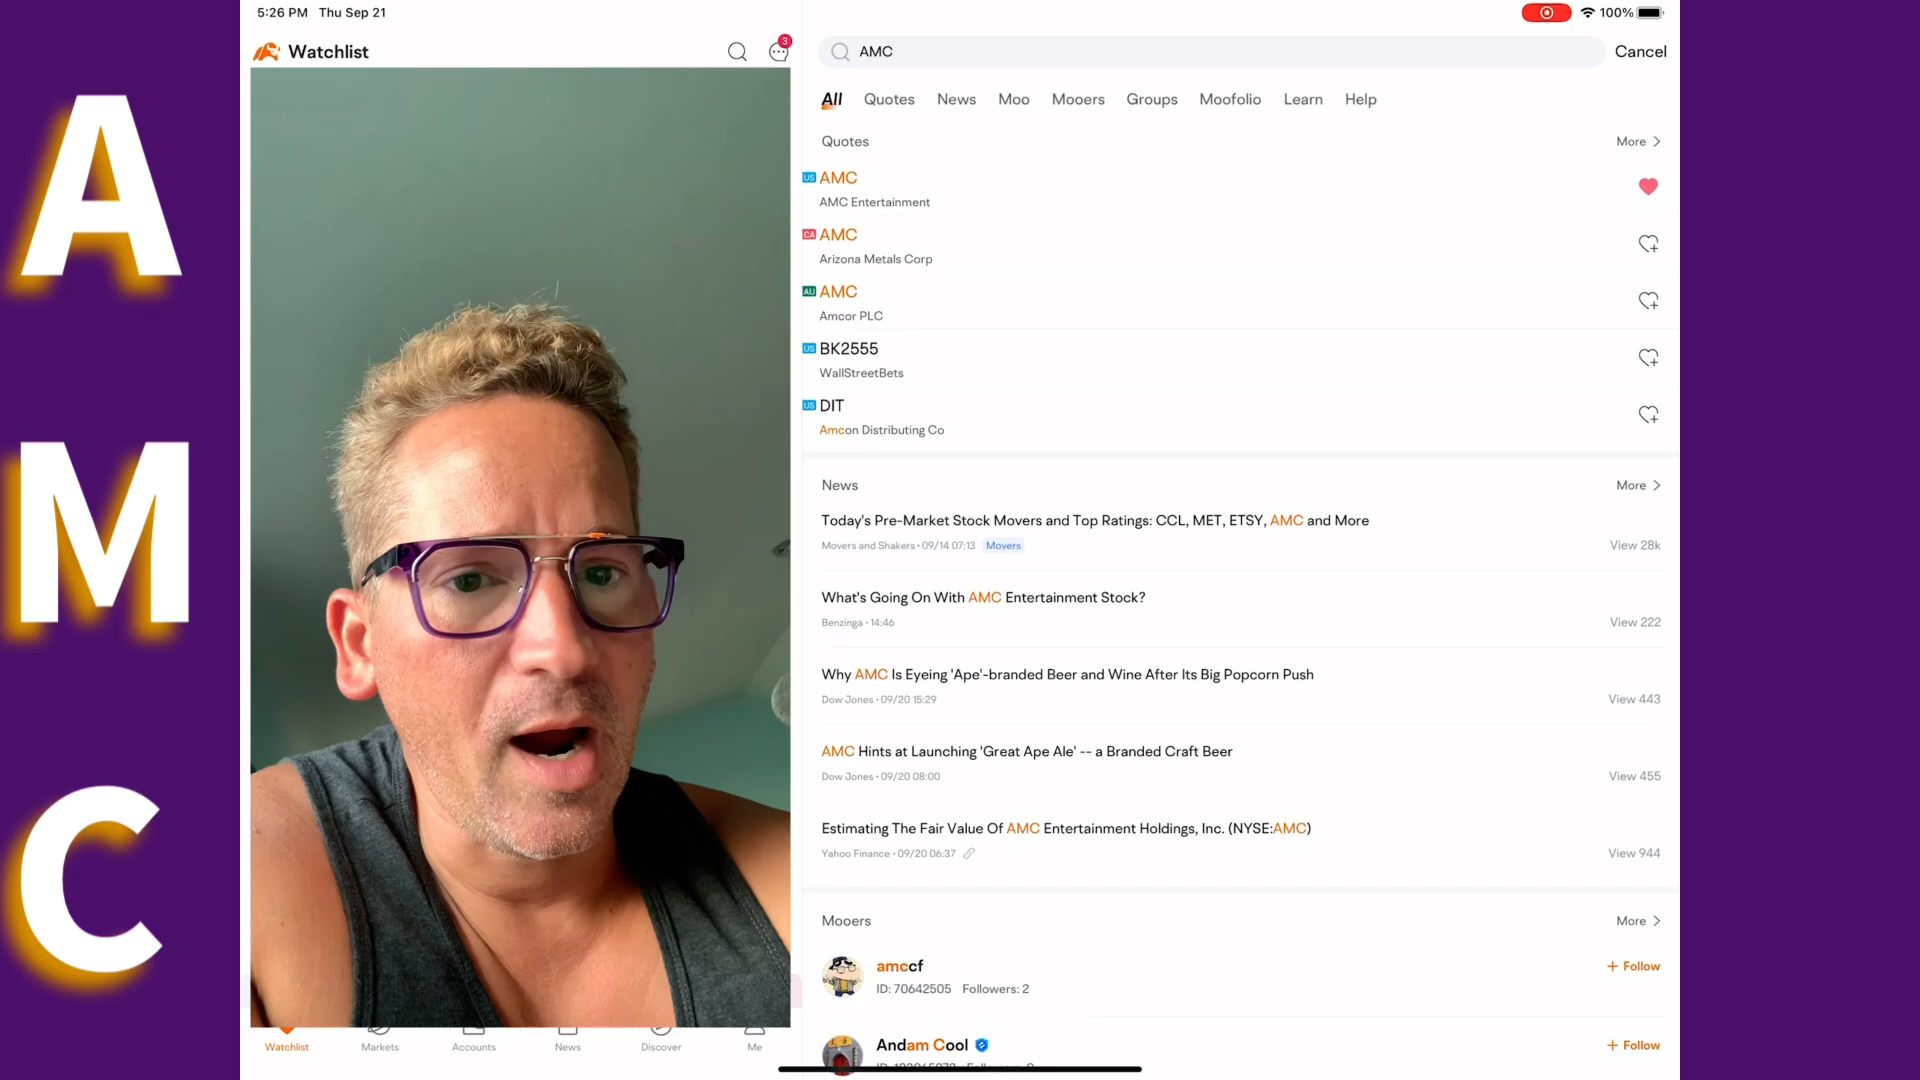 A
M
C
5:26 PM Thu Sep 21
Watchlist
3
Watchlist
Markets
Accounts
News
Discover
Me
100%
AMC
Cancel
All Quotes News Moo Mooers Groups Moofolio Learn Help
Quotes
More
US AMC
AMC Entertainment
CA AMC
Arizona Metals Corp
AU AMC
Amcor PLC
US BK2555
WallStreetBets
US DIT
Amcon Distributing Co
News
More
Today's Pre-Market Stock Movers and Top Ratings: CCL, MET, ETSY, AMC and More
Movers and Shakers • 09/14 07:13 Movers
View 28k
What's Going On With AMC Entertainment Stock?
Benzinga • 14:46
View 222
Why AMC Is Eyeing 'Ape'-branded Beer and Wine After Its Big Popcorn Push
Dow Jones • 09/20 15:29
View 443
AMC Hints at Launching 'Great Ape Ale' -- a Branded Craft Beer
Dow Jones • 09/20 08:00
View 455
Estimating The Fair Value Of AMC Entertainment Holdings, Inc. (NYSE:AMC)
Yahoo Finance • 09/20 06:37
View 944
Mooers
More
amccf
ID: 70642505 Followers: 2
+ Follow
Andam Cool
+ Follow